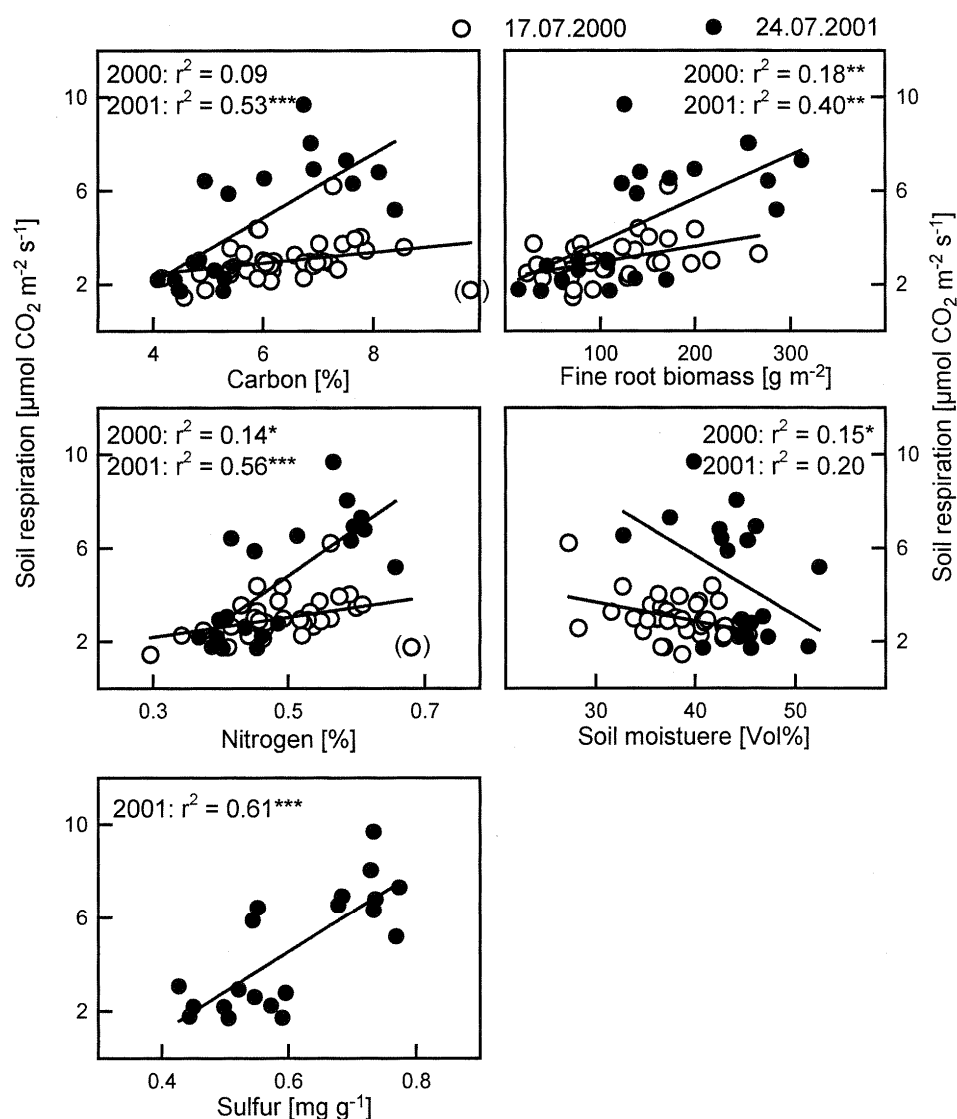 17.07.2000 24.07.2001
2000: r² = 0.09
2001: r² = 0.53***
10
6
2
( )
4 6 8
Carbon [%]
2000: r² = 0.18**
2001: r² = 0.40**
10
6
2
100 200 300
Fine root biomass [g m⁻²]
Soil respiration [µmol CO₂ m⁻² s⁻¹]
Soil respiration [µmol CO₂ m⁻² s⁻¹]
2000: r² = 0.14*
2001: r² = 0.56***
10
6
2
( )
0.3 0.5 0.7
Nitrogen [%]
2000: r² = 0.15*
2001: r² = 0.20
10
6
2
30 40 50
Soil moistuere [Vol%]
2001: r² = 0.61***
10
6
2
0.4 0.6 0.8
Sulfur [mg g⁻¹]